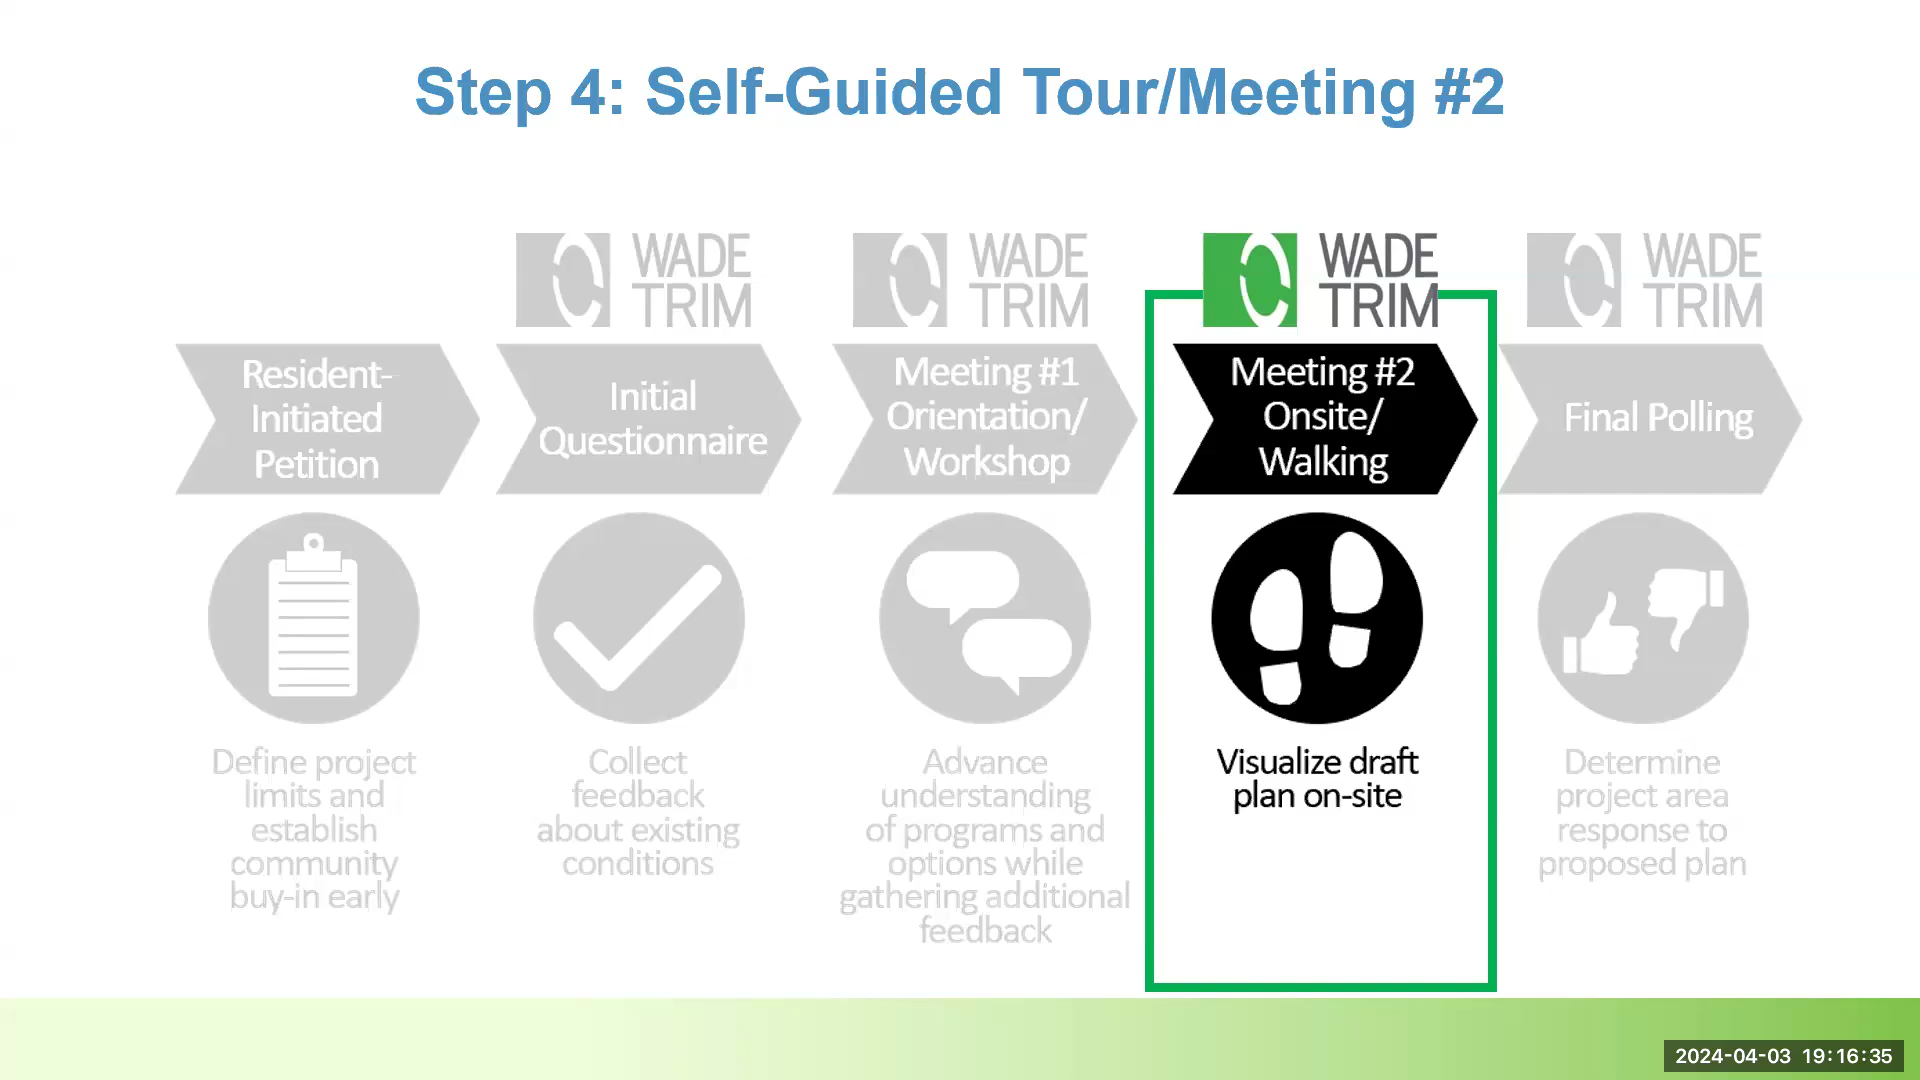 Step 4: Self-Guided Tour/Meeting #2
WADE
TRIM
WADE
TRIM
WADE
TRIM
WADE
TRIM
Resident-
Initiated
Petition
Initial
Questionnaire
Meeting #1
Orientation/
Workshop
Meeting #2
Onsite/
Walking
Final Polling
Define project
limits and
establish
community
buy-in early
Collect
feedback
about existing
conditions
Advance
understanding
of programs and
options while
gathering additional
feedback
Visualize draft
plan on-site
Determine
project area
response to
proposed plan
2024-04-03 19:16:35